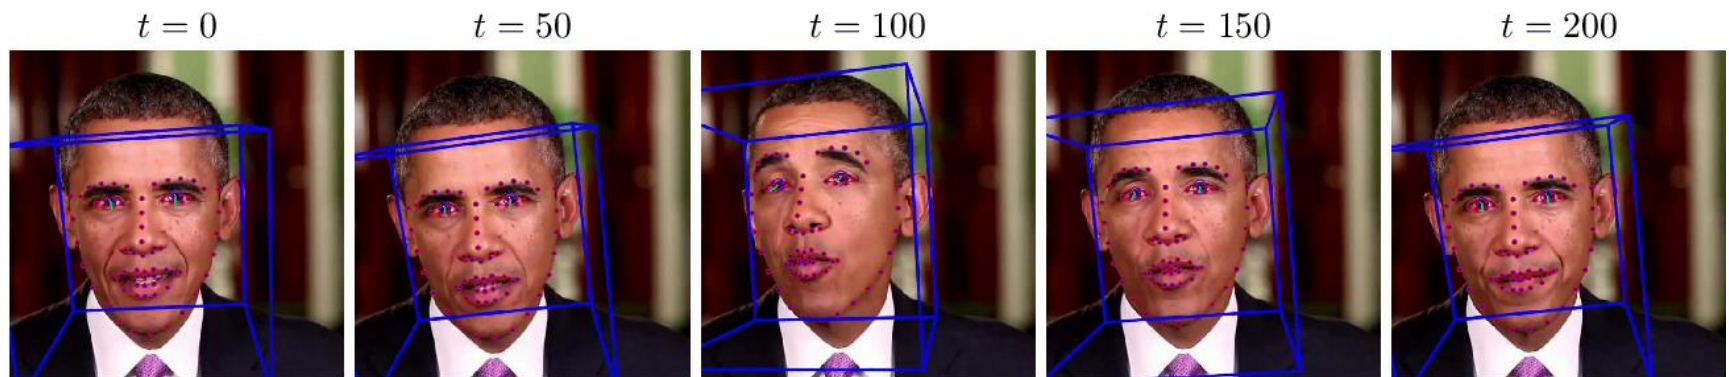 t = 0 t = 50 t = 100 t = 150 t = 200